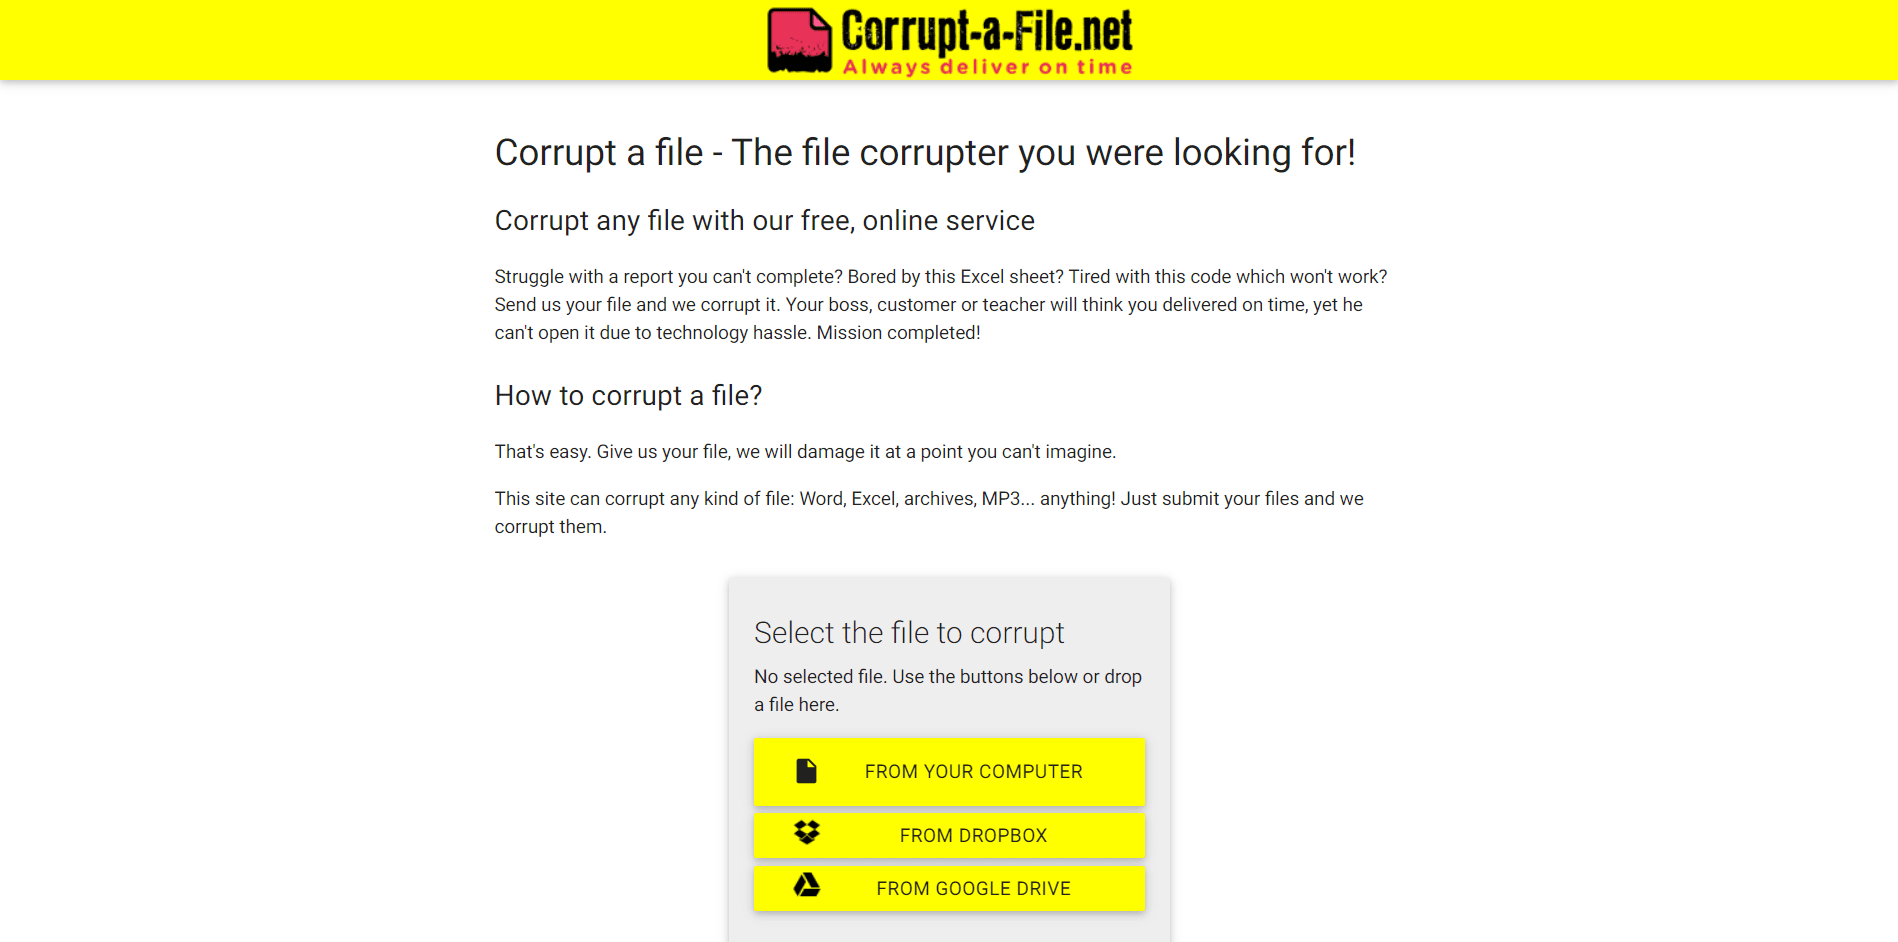 Corrupt-a-File.net
Always deliver on time
Corrupt a file - The file corrupter you were looking for!
Corrupt any file with our free, online service
Struggle with a report you can't complete? Bored by this Excel sheet? Tired with this code which won't work?
Send us your file and we corrupt it. Your boss, customer or teacher will think you delivered on time, yet he
can't open it due to technology hassle. Mission completed!
How to corrupt a file?
That's easy. Give us your file, we will damage it at a point you can't imagine.
This site can corrupt any kind of file: Word, Excel, archives, MP3... anything! Just submit your files and we
corrupt them.
Select the file to corrupt
No selected file. Use the buttons below or drop
a file here.
FROM YOUR COMPUTER
FROM DROPBOX
FROM GOOGLE DRIVE